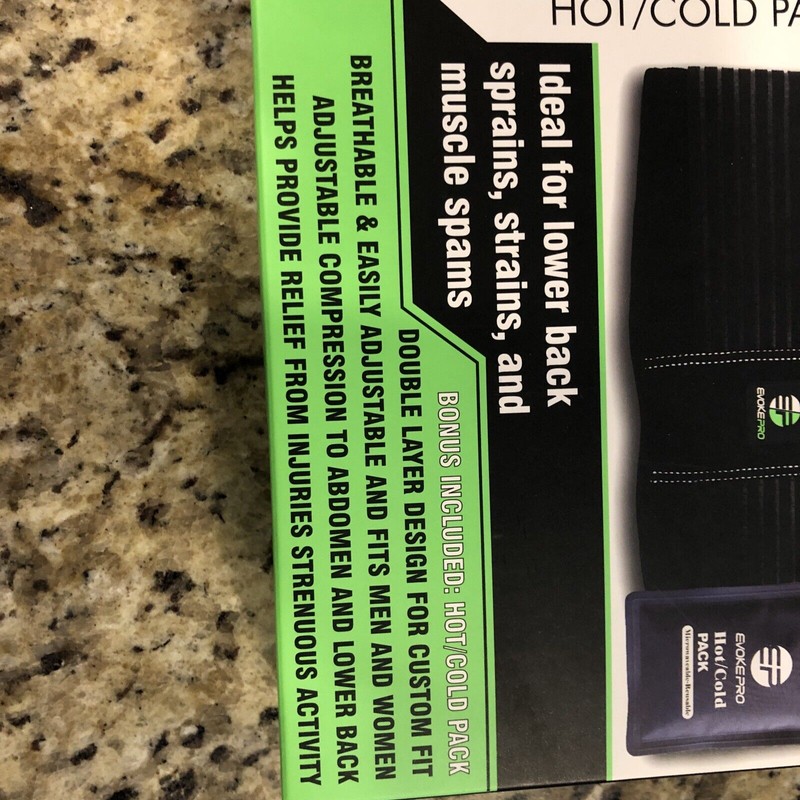 HOT/COLD PA
Ideal for lower back
sprains, strains, and
muscle spams
BONUS INCLUDED: HOT/COLD PACK
DOUBLE LAYER DESIGN FOR CUSTOM FIT
BREATHABLE & EASILY ADJUSTABLE AND FITS MEN AND WOMEN
ADJUSTABLE COMPRESSION TO ABDOMEN AND LOWER BACK
HELPS PROVIDE RELIEF FROM INJURIES STRENUOUS ACTIVITY
EVOKEPRO
EVOKEPRO
Hot/Cold
PACK
Microwaveable-Reusable